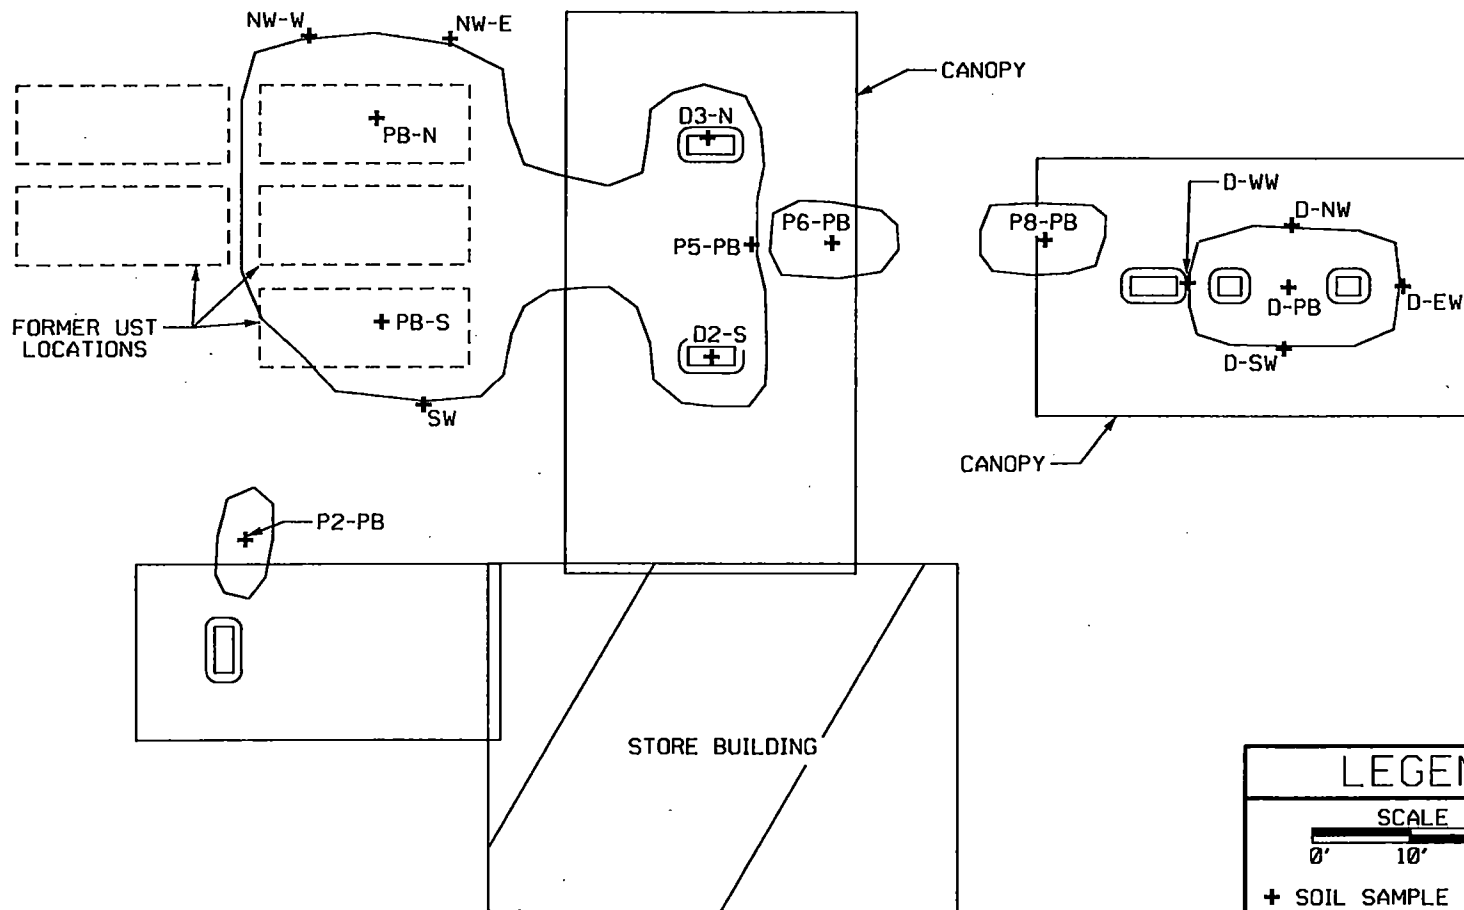 NW-W
NW-E
CANOPY
D3-N
PB-N
D-WW
D-NW
P6-PB
P8-PB
P5-PB
D-PB
D-EW
FORMER UST
LOCATIONS
PB-S
D2-S
D-SW
SW
CANOPY
P2-PB
STORE BUILDING
LEGEN
SCALE
0' 10'
+ SOIL SAMPLE